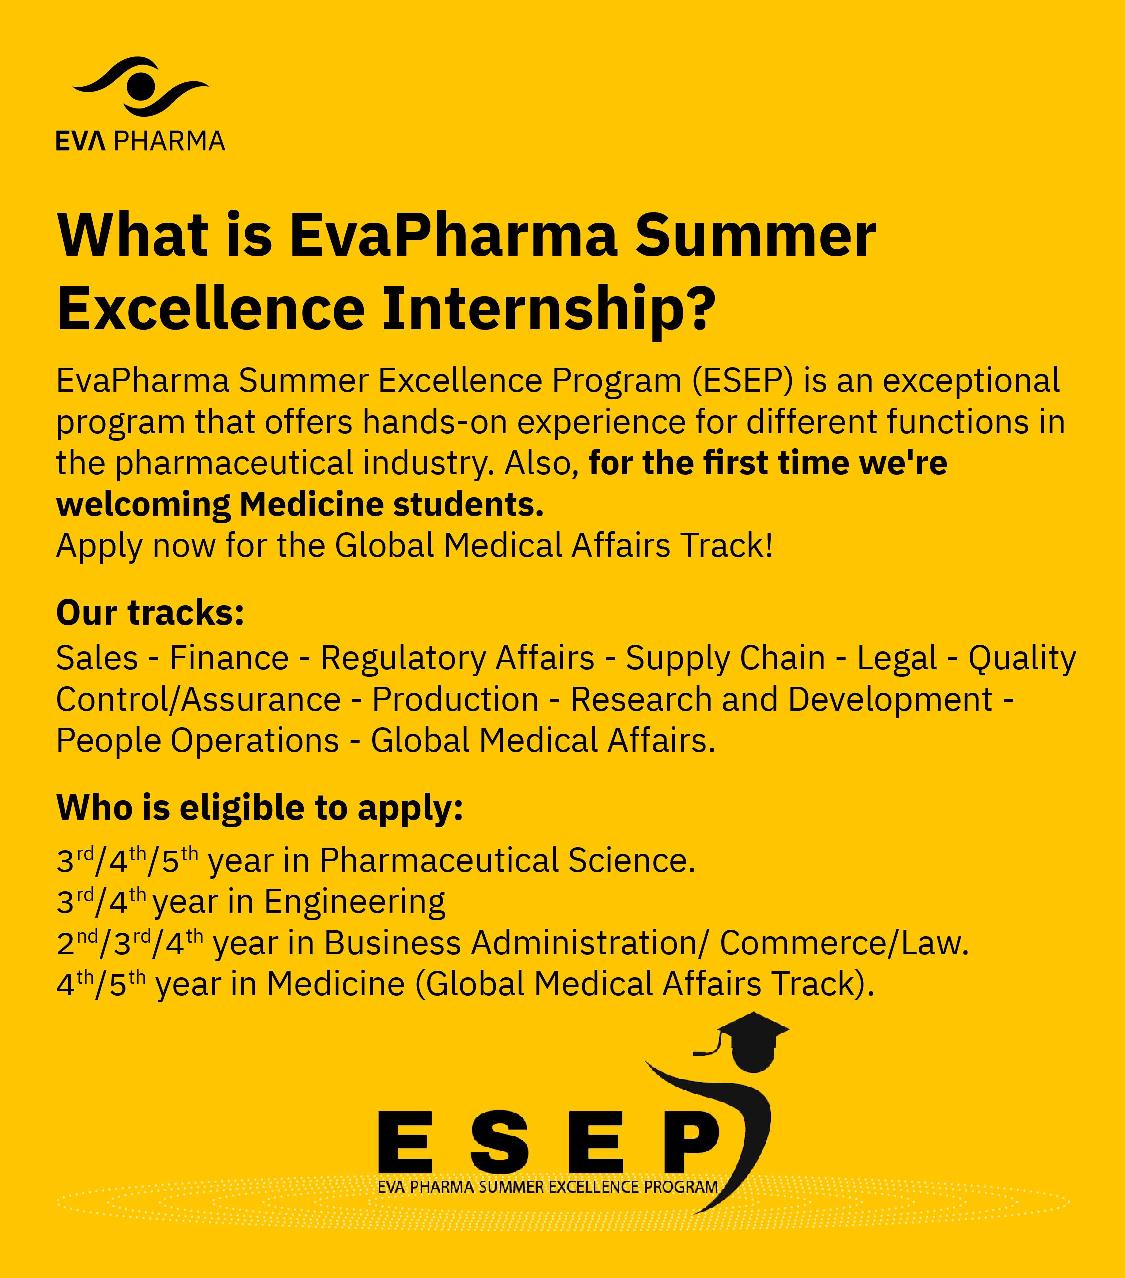 EVA PHARMA
What is EvaPharma Summer
Excellence Internship?
EvaPharma Summer Excellence Program (ESEP) is an exceptional
program that offers hands-on experience for different functions in
the pharmaceutical industry. Also, for the first time we're
welcoming Medicine students.
Apply now for the Global Medical Affairs Track!
Our tracks:
Sales - Finance - Regulatory Affairs - Supply Chain - Legal - Quality
Control/Assurance - Production - Research and Development -
People Operations - Global Medical Affairs.
Who is eligible to apply:
3rd/4th/5th year in Pharmaceutical Science.
3rd/4th year in Engineering
2nd/3rd/4th year in Business Administration/ Commerce/Law.
4th/5th year in Medicine (Global Medical Affairs Track).
ESEP
EVA PHARMA SUMMER EXCELLENCE PROGRAM